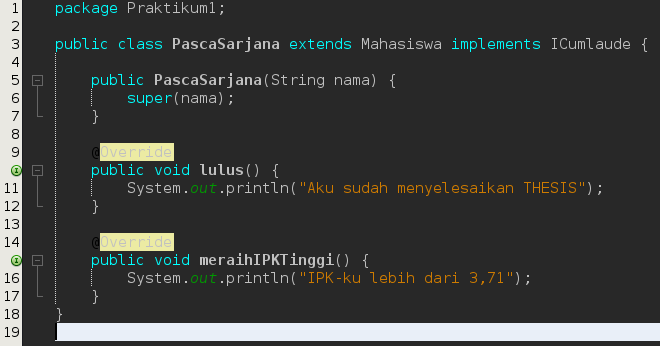 1 package Praktikum1;
2
3 public class PascaSarjana extends Mahasiswa implements ICumlaude {
4
5 public PascaSarjana(String nama) {
6 super(nama);
7 }
8
9 @Override
public void lulus() {
11 System.out.println("Aku sudah menyelesaikan THESIS");
12 }
13
14 @Override
public void meraihIPKTinggi() {
16 System.out.println("IPK-ku lebih dari 3,71");
17 }
18 }
19